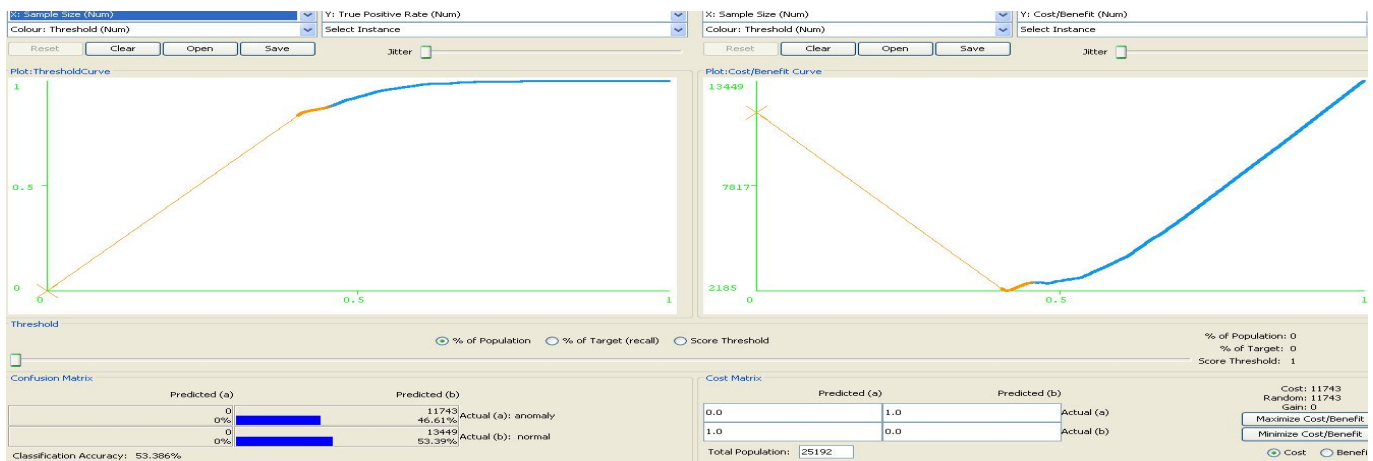 X: Sample Size (Num) Y: True Positive Rate (Num)
Colour: Threshold (Num) Select Instance
Reset Clear Open Save Jitter
Plot:ThresholdCurve
1
0.5
0
0 0.5 1
X: Sample Size (Num) Y: Cost/Benefit (Num)
Colour: Threshold (Num) Select Instance
Reset Clear Open Save Jitter
Plot:Cost/Benefit Curve
13449
7817
2185
0 0.5 1
Threshold
% of Population % of Target (recall) Score Threshold
% of Population: 0
% of Target: 0
Score Threshold: 1
Confusion Matrix
Predicted (a) Predicted (b)
0 11743
0% 46.61% Actual (a): anomaly
0 13449
0% 53.39% Actual (b): normal
Classification Accuracy: 53.386%
Cost Matrix
Predicted (a) Predicted (b)
0.0 1.0 Actual (a)
1.0 0.0 Actual (b)
Total Population: 25192
Cost: 11743
Random: 11743
Gain: 0
Maximize Cost/Benefit
Minimize Cost/Benefit
Cost Benefi